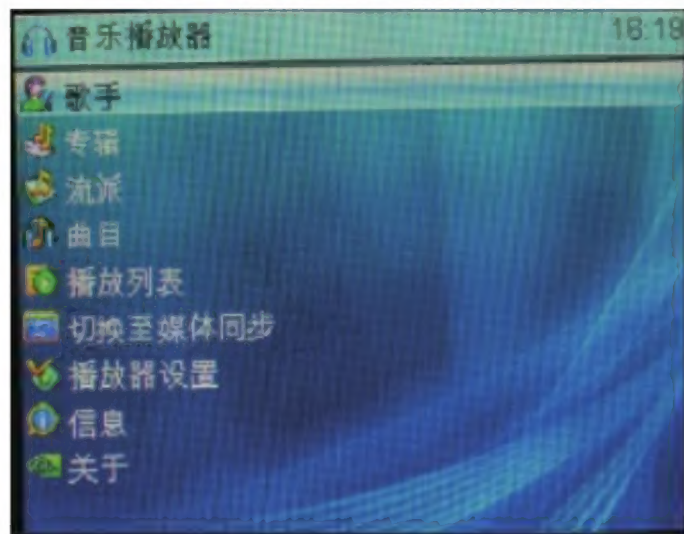 音乐播放器 16:19
歌手
专辑
流派
曲目
播放列表
切换至媒体同步
播放器设置
信息
关于